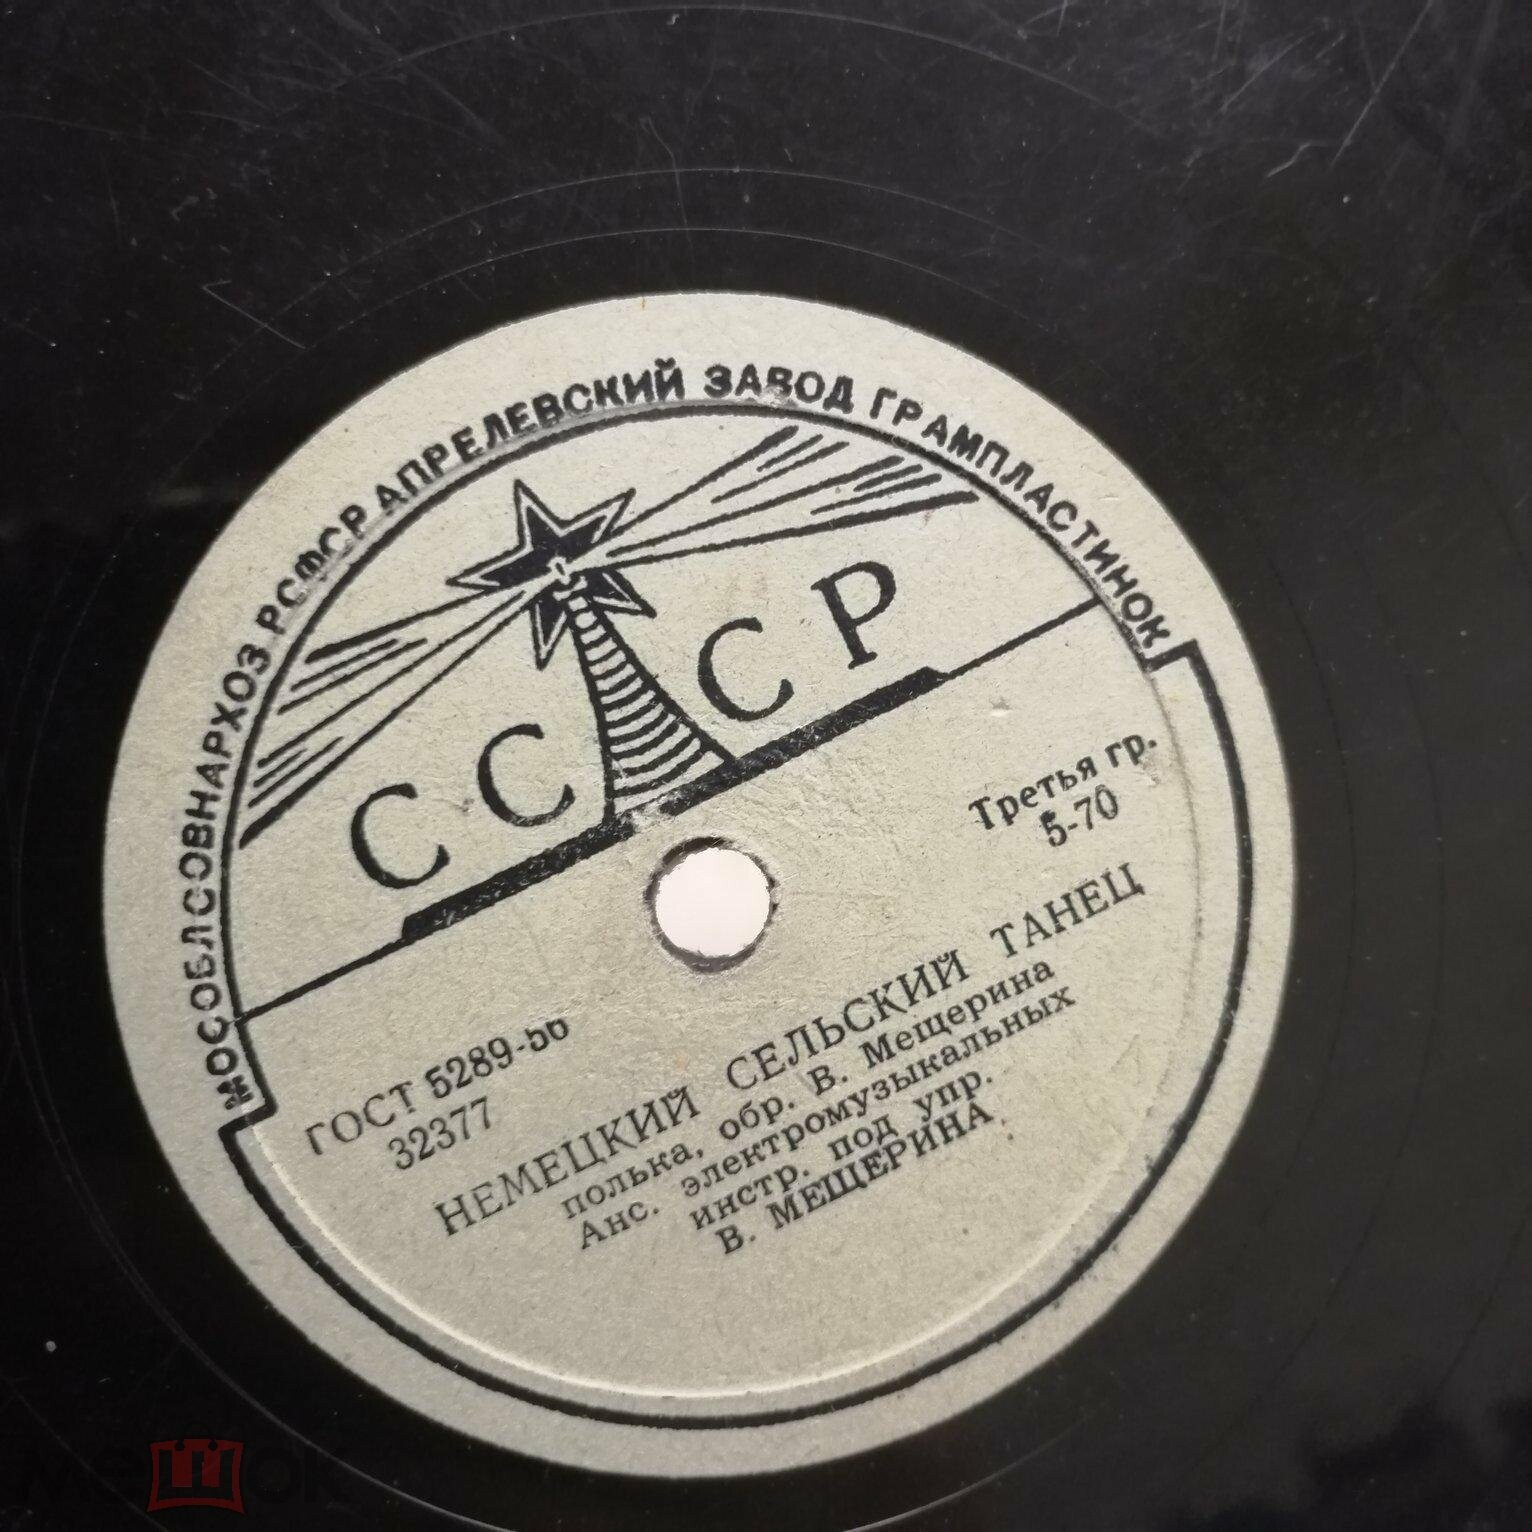 МОСОБЛСОВНАРХОЗ РСФСР АПРЕЛЕВСКИЙ ЗАВОД ГРАМПЛАСТИНОК
СССР
Третья гр.
5-70
ГОСТ 5289-56
32377
НЕМЕЦКИЙ СЕЛЬСКИЙ ТАНЕЦ
полька, обр. В. Мещерина
Анс. электромузыкальных
инстр. под упр.
В. МЕЩЕРИНА
мешок